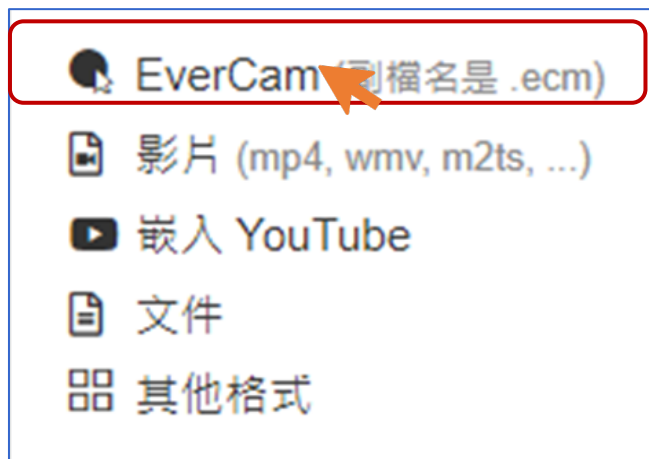 EverCam (副檔名是 .ecm)
影片 (mp4, wmv, m2ts, ...)
嵌入 YouTube
文件
其他格式